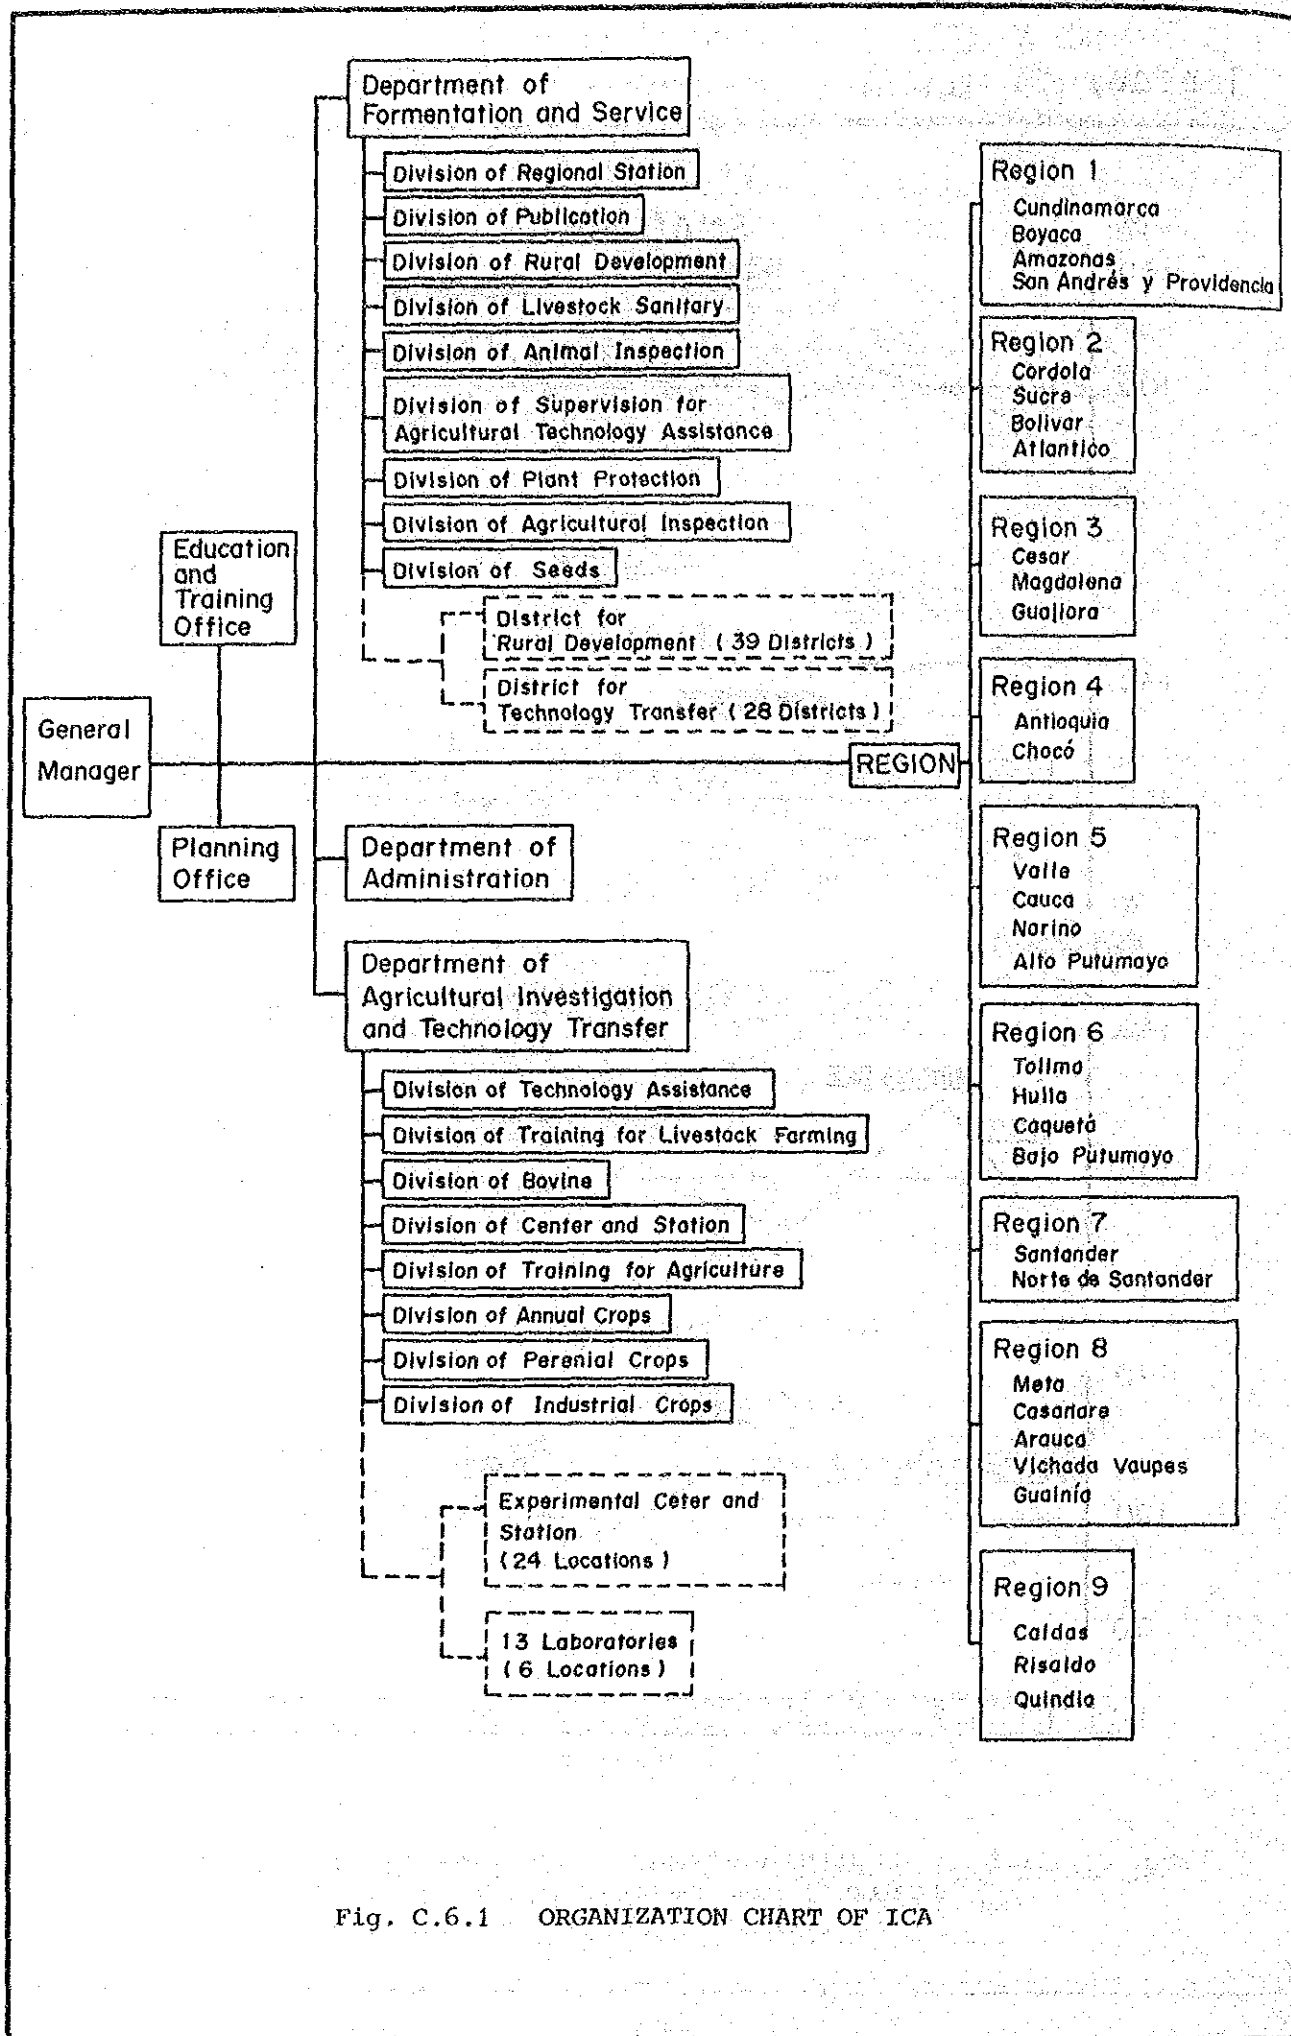 Department of
Formentation and Service
Division of Regional Station
Division of Publication
Division of Rural Development
Division of Livestock Sanitary
Division of Animal Inspection
Division of Supervision for
Agricultural Technology Assistance
Division of Plant Protection
Division of Agricultural Inspection
Division of Seeds
District for
Rural Development (39 Districts)
District for
Technology Transfer (28 Districts)
Education
and
Training
Office
General
Manager
Planning
Office
Department of
Administration
Department of
Agricultural Investigation
and Technology Transfer
Division of Technology Assistance
Division of Training for Livestock Farming
Division of Bovine
Division of Center and Station
Division of Training for Agriculture
Division of Annual Crops
Division of Perenial Crops
Division of Industrial Crops
Experimental Ceter and
Station
(24 Locations)
13 Laboratories
(6 Locations)
REGION
Region 1
Cundinamarca
Boyaca
Amazonas
San Andrés y Providencia
Region 2
Cordola
Sucre
Bolivar
Atlantico
Region 3
Cesar
Magdalena
Guajiora
Region 4
Antioquia
Chocó
Region 5
Valle
Cauca
Narino
Alto Putumayo
Region 6
Tolima
Hulla
Caquetá
Bajo Putumayo
Region 7
Santander
Norte de Santander
Region 8
Meta
Casanare
Arauca
Vichada Vaupes
Guainía
Region 9
Caldas
Risaldo
Quindia
Fig. C.6.1 ORGANIZATION CHART OF ICA